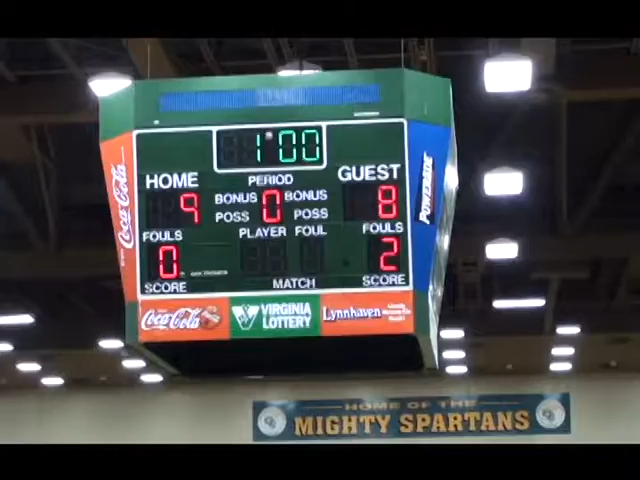 1:00
HOME PERIOD GUEST
9 BONUS 0 BONUS 8
POSS POSS
FOULS PLAYER FOUL FOULS
0 2
SCORE MATCH SCORE
Coca-Cola
POWERADE
Coca-Cola VIRGINIA LOTTERY Lynnhaven
HOME OF THE
MIGHTY SPARTANS